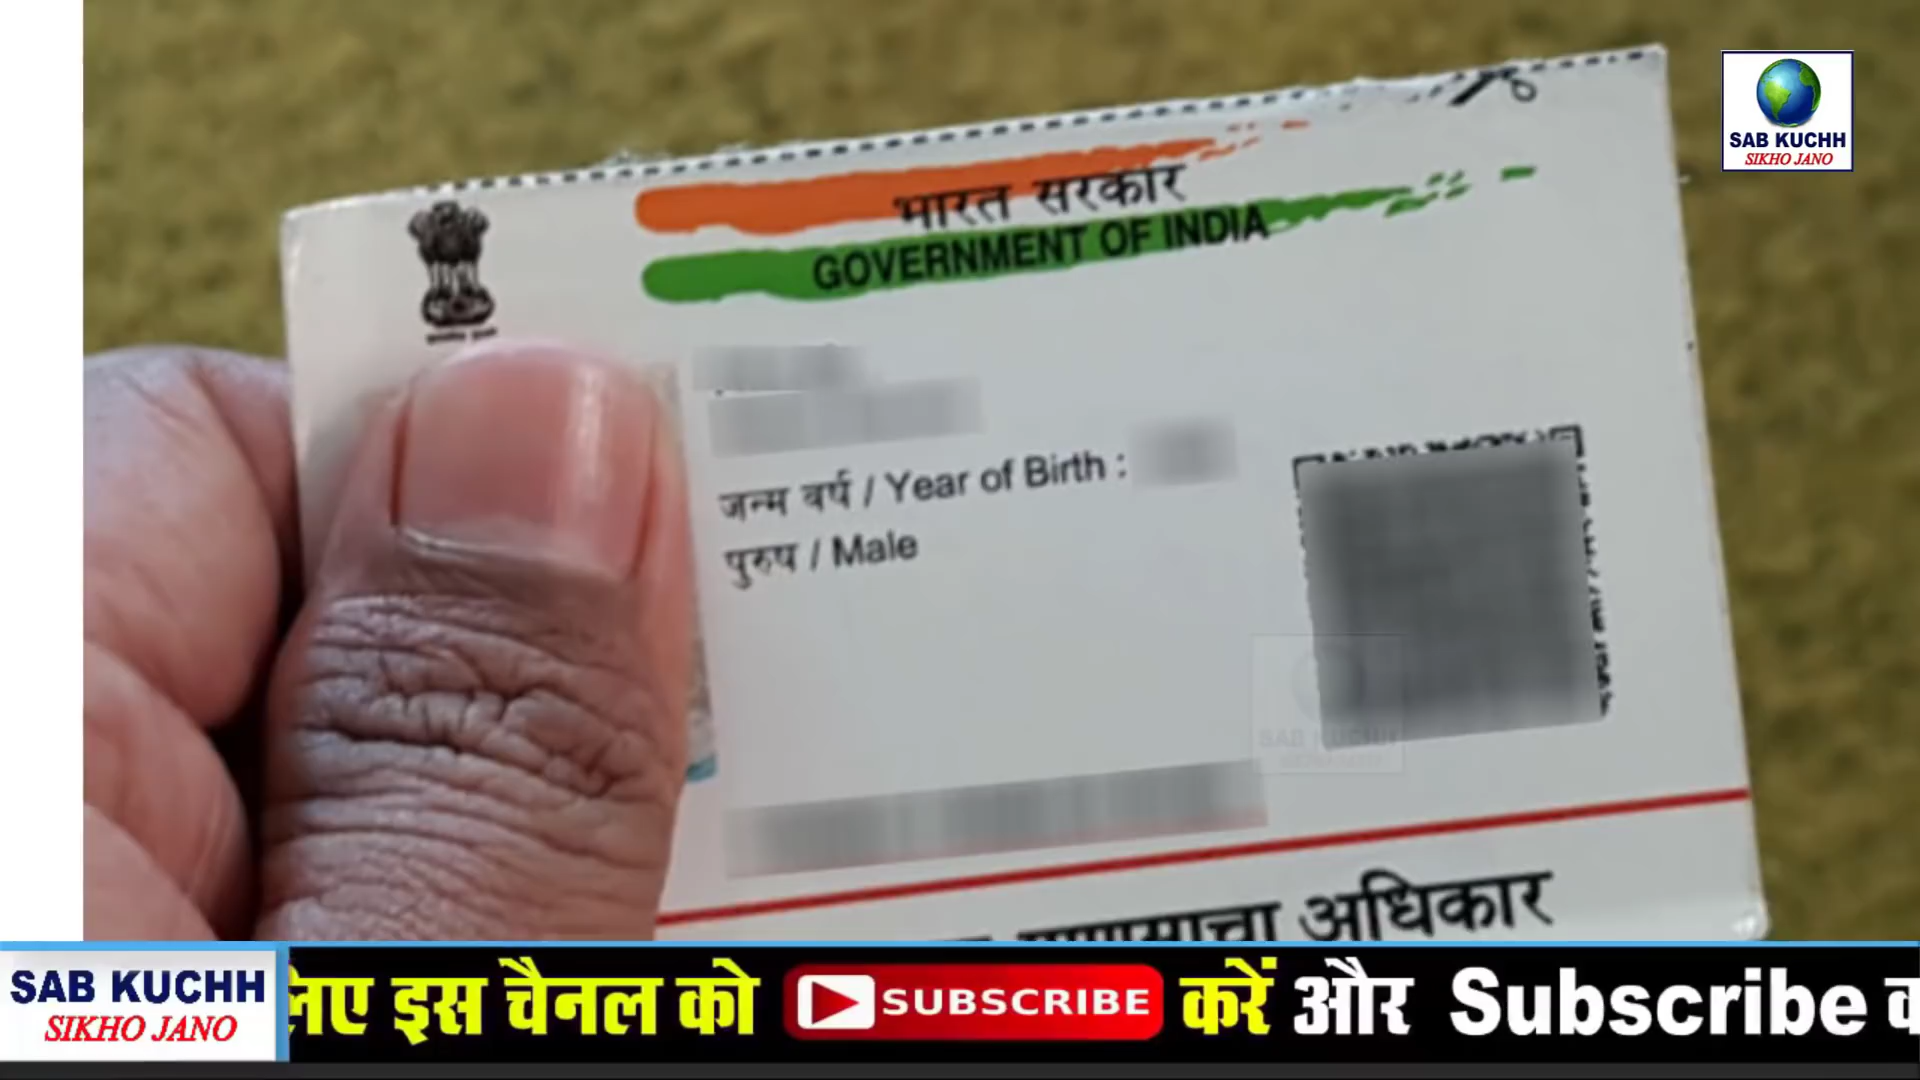 SAB KUCHH
SIKHO JANO
भारत सरकार
GOVERNMENT OF INDIA
जन्म वर्ष / Year of Birth :
पुरुष / Male
अधिकार
SAB KUCHH
SIKHO JANO
लिए इस चैनल को SUBSCRIBE करें और Subscribe